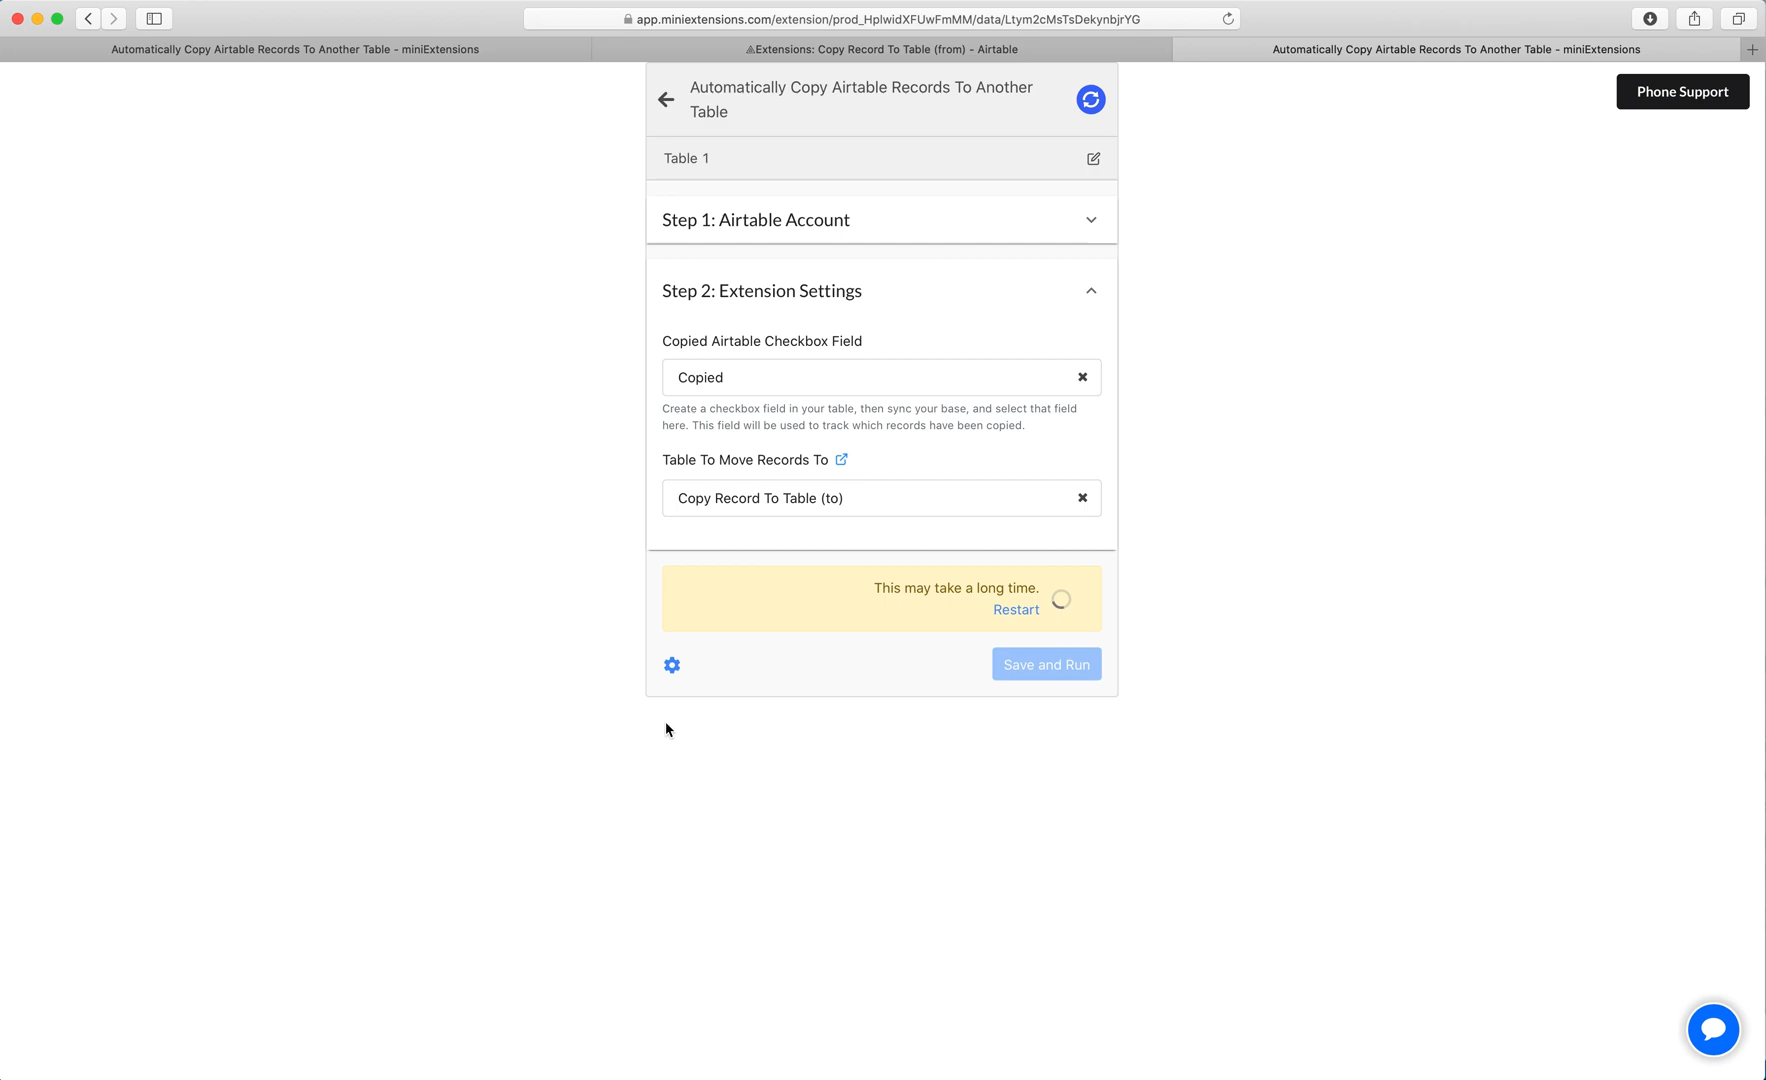 app.miniextensions.com/extension/prod_HplwidXFUwFmMM/data/Ltym2cMsTsDekynbjrYG
Automatically Copy Airtable Records To Another Table - miniExtensions
Extensions: Copy Record To Table (from) - Airtable
Automatically Copy Airtable Records To Another Table - miniExtensions
Automatically Copy Airtable Records To Another
Table
Phone Support
Table 1
Step 1: Airtable Account
Step 2: Extension Settings
Copied Airtable Checkbox Field
Copied
Create a checkbox field in your table, then sync your base, and select that field
here. This field will be used to track which records have been copied.
Table To Move Records To
Copy Record To Table (to)
This may take a long time.
Restart
Save and Run